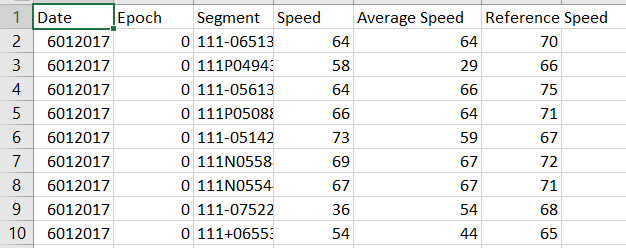 1 Date Epoch Segment Speed Average Speed Reference Speed
2 6012017 0 111-06513 64 64 70
3 6012017 0 111P0494 58 29 66
4 6012017 0 111-05613 64 66 75
5 6012017 0 111P0508 66 64 71
6 6012017 0 111-05142 73 59 67
7 6012017 0 111N0558 69 67 72
8 6012017 0 111N0554 67 67 71
9 6012017 0 111-07522 36 54 68
10 6012017 0 111+0655 54 44 65